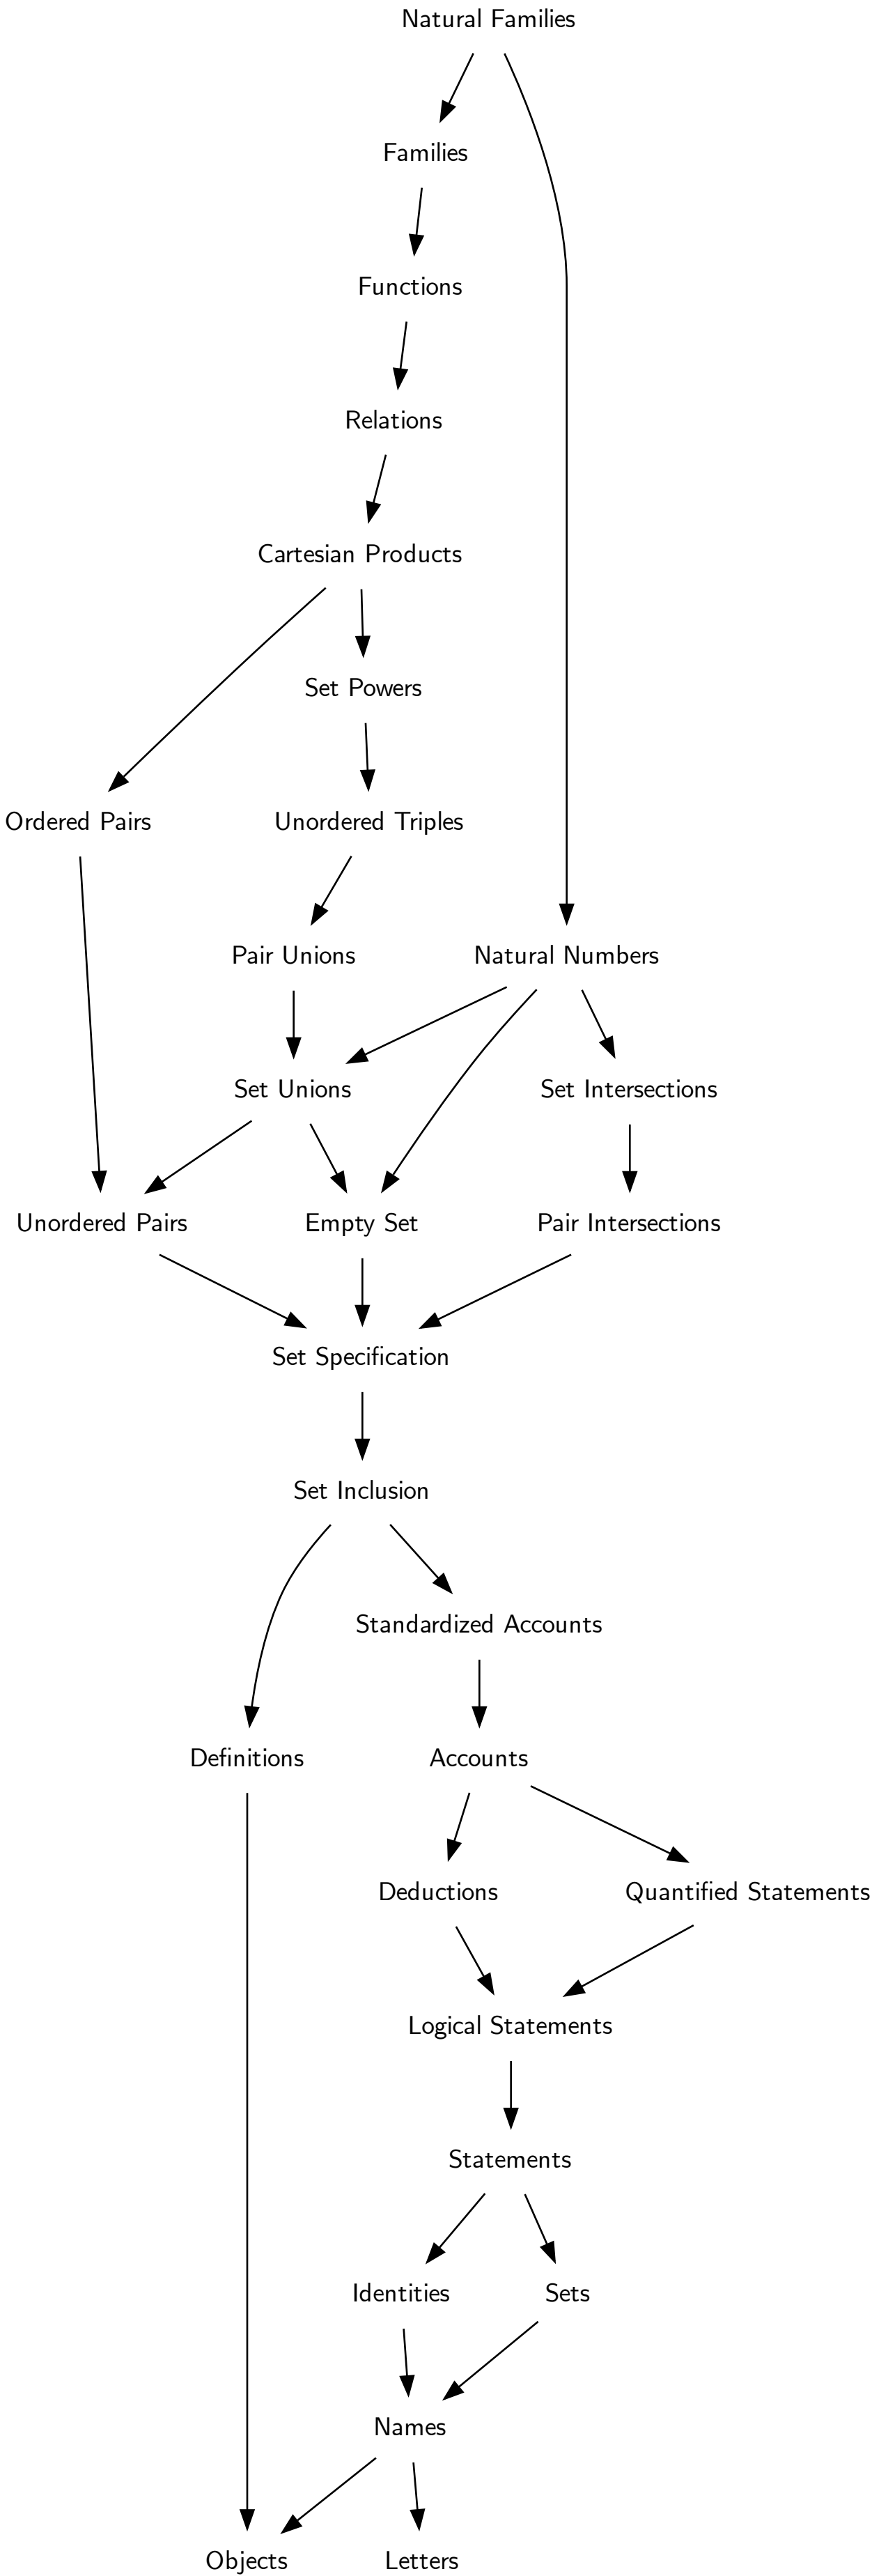 Natural Families
Families
Functions
Relations
Cartesian Products
Set Powers
Ordered Pairs
Unordered Triples
Pair Unions
Natural Numbers
Set Unions
Set Intersections
Unordered Pairs
Empty Set
Pair Intersections
Set Specification
Set Inclusion
Standardized Accounts
Definitions
Accounts
Deductions
Quantified Statements
Logical Statements
Statements
Identities
Sets
Names
Objects
Letters